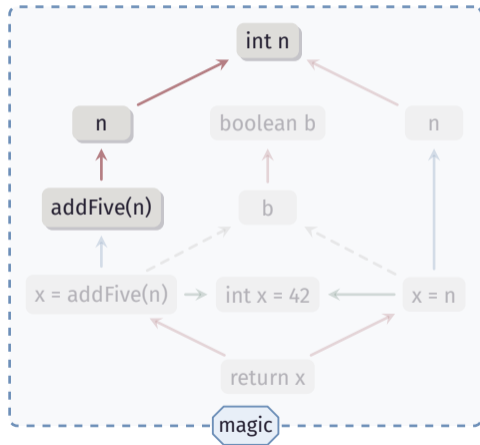 int n
n
boolean b
n
addFive(n)
b
x = addFive(n)
int x = 42
x = n
return x
magic